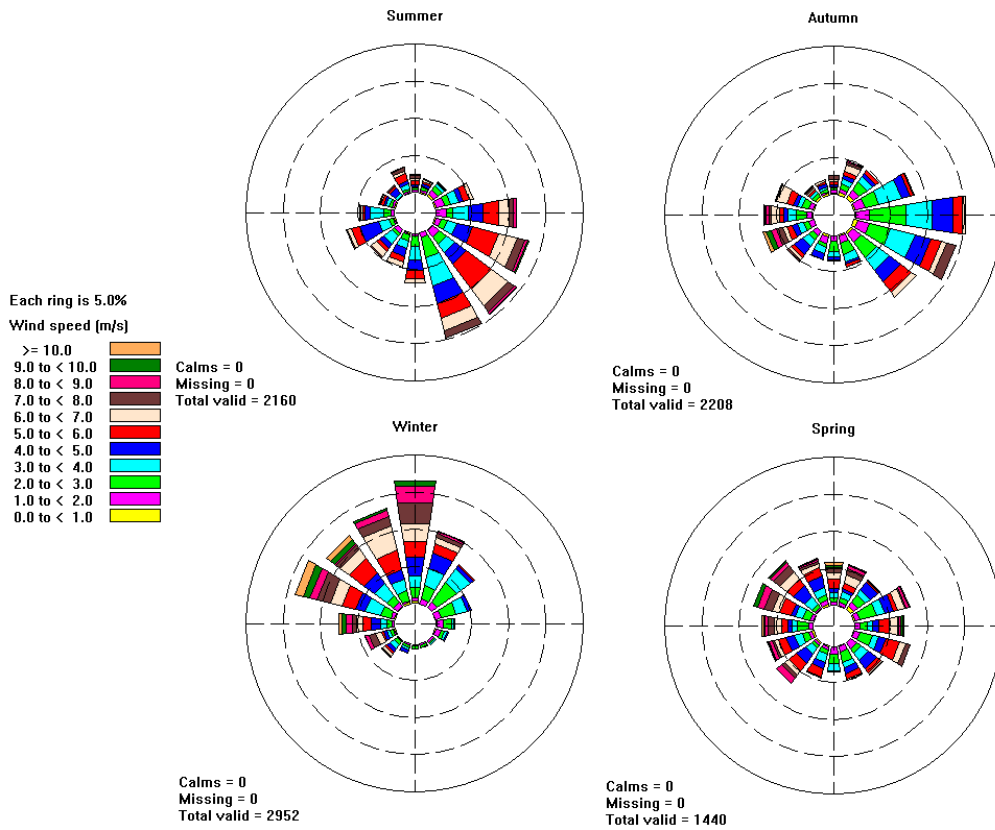 Summer
Autumn
Each ring is 5.0%
Wind speed (m/s)
>= 10.0
9.0 to < 10.0
8.0 to < 9.0
7.0 to < 8.0
6.0 to < 7.0
5.0 to < 6.0
4.0 to < 5.0
3.0 to < 4.0
2.0 to < 3.0
1.0 to < 2.0
0.0 to < 1.0
Calms = 0
Missing = 0
Total valid = 2160
Calms = 0
Missing = 0
Total valid = 2208
Winter
Spring
Calms = 0
Missing = 0
Total valid = 2952
Calms = 0
Missing = 0
Total valid = 1440